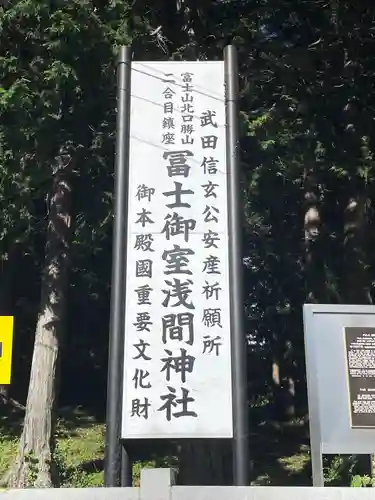 武田信玄公安産祈願所
富士山北口勝山
二合目鎮座
冨士御室浅間神社
御本殿國重要文化財